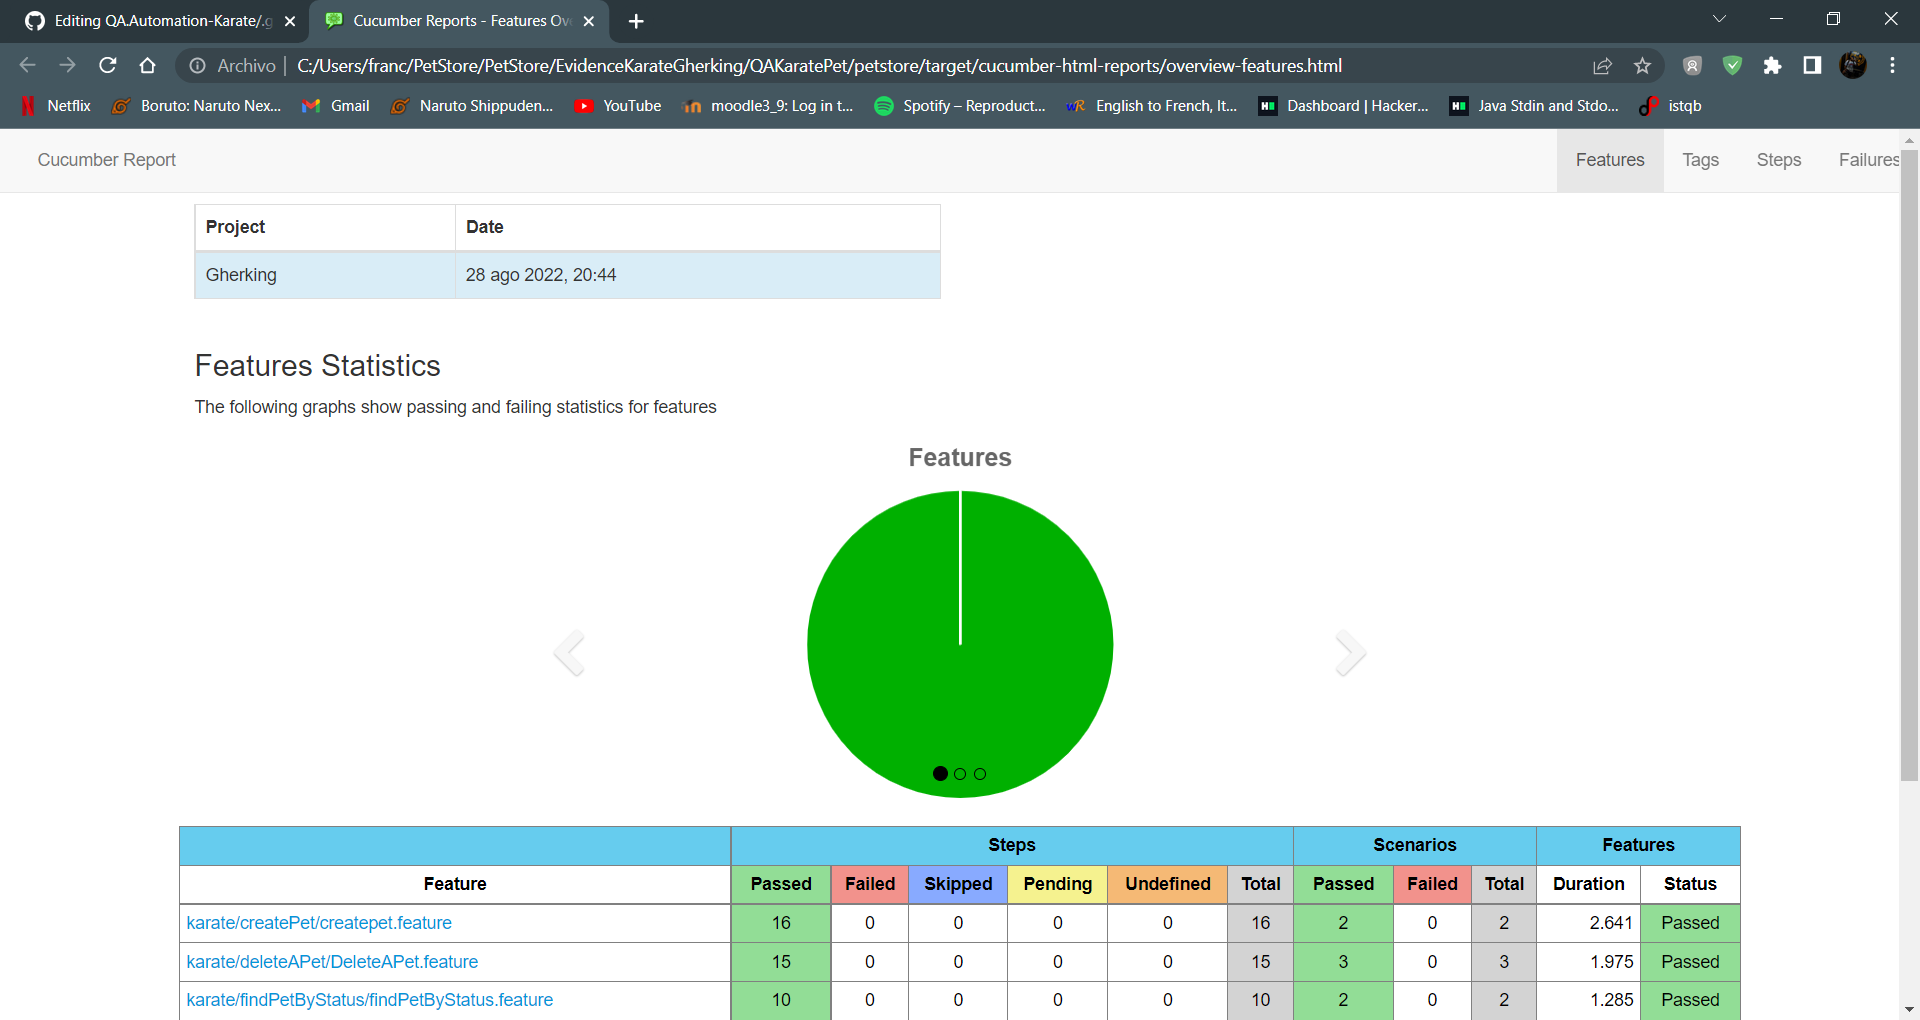 Editing QA.Automation-Karate/.g
Cucumber Reports - Features Ov
Archivo | C:/Users/franc/PetStore/PetStore/EvidenceKarateGherking/QAKaratePet/petstore/target/cucumber-html-reports/overview-features.html
Netflix Boruto: Naruto Nex... Gmail Naruto Shippuden... YouTube moodle3_9: Log in t... Spotify – Reproduct... English to French, It... Dashboard | Hacker... Java Stdin and Stdo... istqb
Cucumber Report Features Tags Steps Failures
Project Date
Gherking 28 ago 2022, 20:44
Features Statistics
The following graphs show passing and failing statistics for features
Features
Steps Scenarios Features
Feature Passed Failed Skipped Pending Undefined Total Passed Failed Total Duration Status
karate/createPet/createpet.feature 16 0 0 0 0 16 2 0 2 2.641 Passed
karate/deleteAPet/DeleteAPet.feature 15 0 0 0 0 15 3 0 3 1.975 Passed
karate/findPetByStatus/findPetByStatus.feature 10 0 0 0 0 10 2 0 2 1.285 Passed